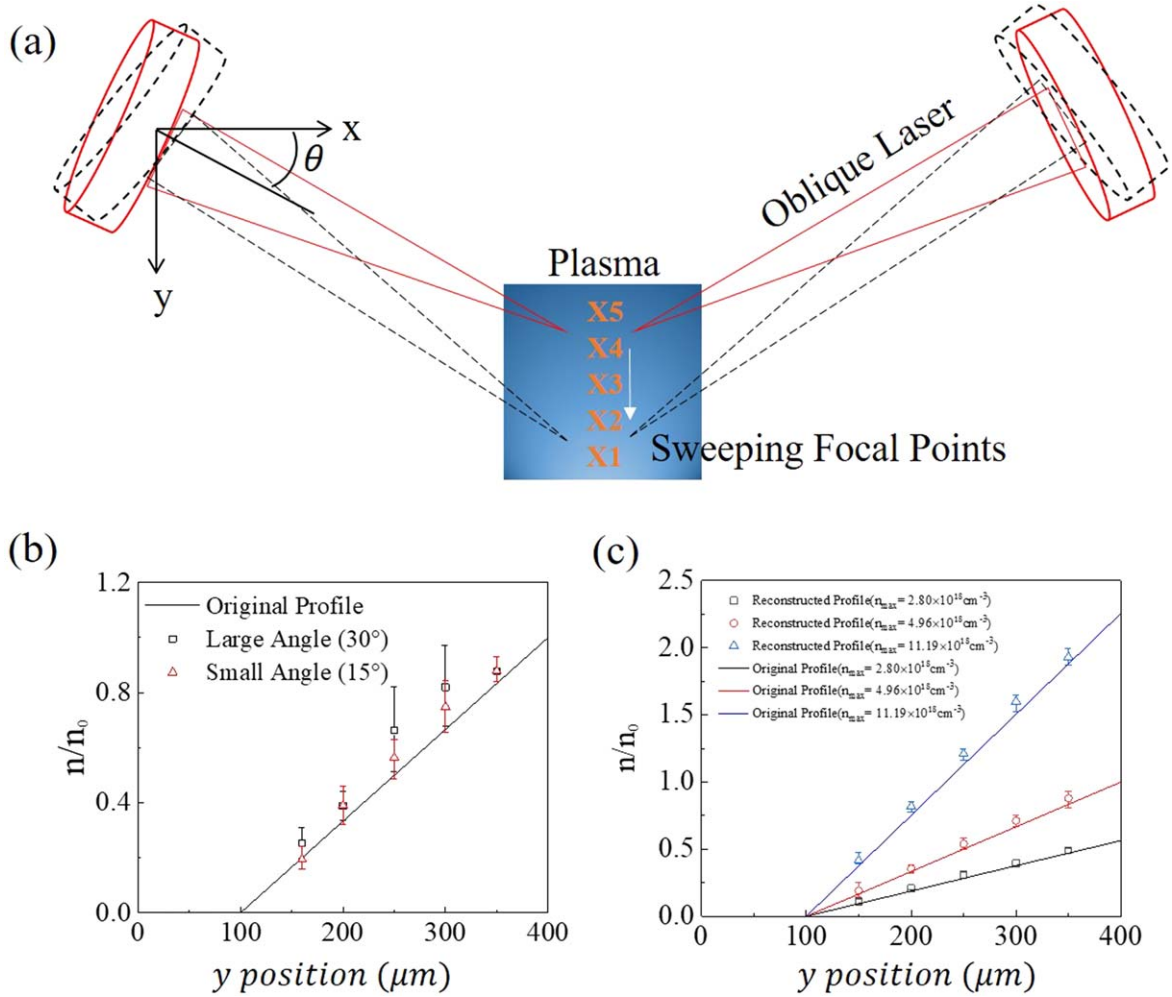 (a)
x
θ
y
Oblique Laser
Plasma
X5
X4
X3
X2
X1
Sweeping Focal Points
(b)
1.2
0.8
0.4
0.0
n/n₀
Original Profile
Large Angle (30°)
Small Angle (15°)
0 100 200 300 400
y position (μm)
(c)
2.5
2.0
1.5
1.0
0.5
0.0
n/n₀
Reconstructed Profile(nmax= 2.80×10¹⁸cm⁻³)
Reconstructed Profile(nmax= 4.96×10¹⁸cm⁻³)
Reconstructed Profile(nmax= 11.19×10¹⁸cm⁻³)
Original Profile(nmax= 2.80×10¹⁸cm⁻³)
Original Profile(nmax= 4.96×10¹⁸cm⁻³)
Original Profile(nmax= 11.19×10¹⁸cm⁻³)
0 100 200 300 400
y position (μm)